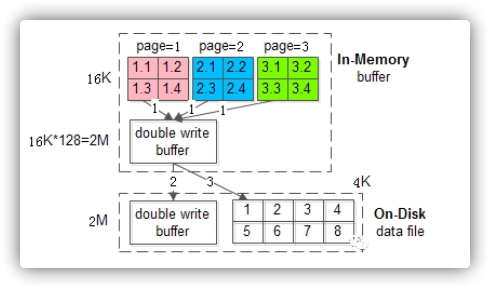 page=1 page=2 page=3
In-Memory
buffer
16K
1.1 1.2 2.1 2.2 3.1 3.2
1.3 1.4 2.3 2.4 3.3 3.4
1 1 1
16K*128=2M
double write
buffer
2 3
4K
2M
double write
buffer
1 2 3 4
5 6 7 8
On-Disk
data file